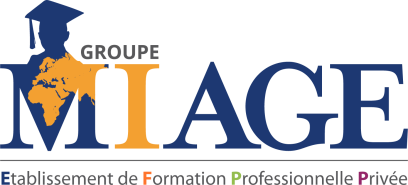 GROUPE
MIAGE
Etablissement de Formation Professionnelle Privée